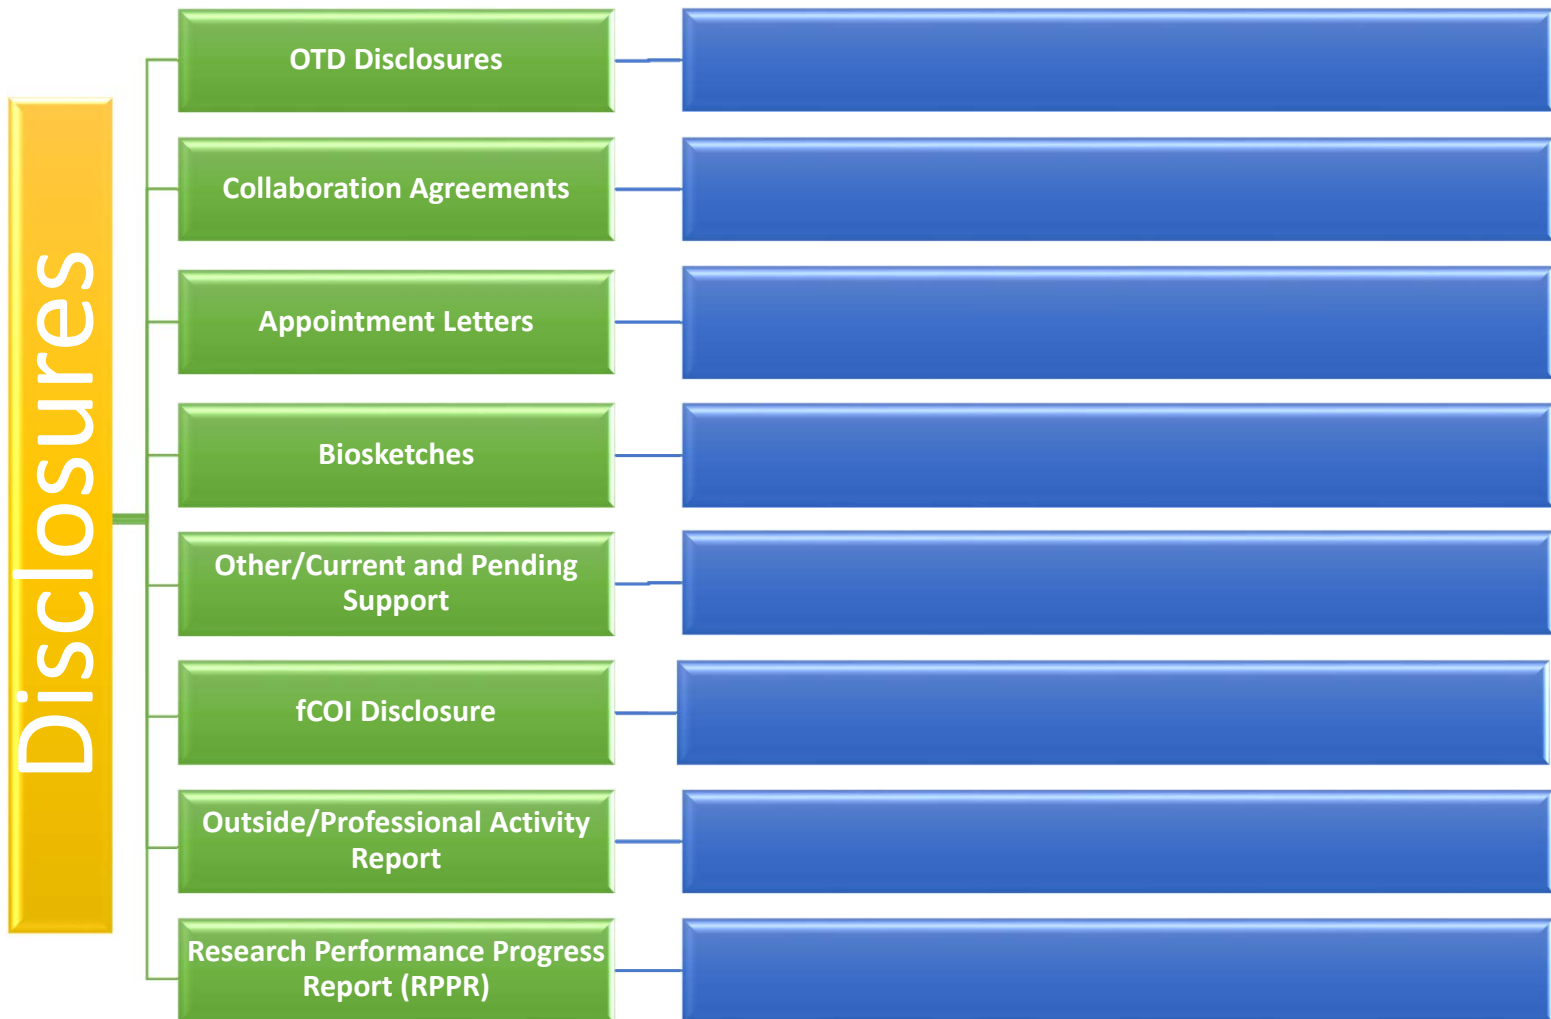 Disclosures
OTD Disclosures
Collaboration Agreements
Appointment Letters
Biosketches
Other/Current and Pending
Support
fCOI Disclosure
Outside/Professional Activity
Report
Research Performance Progress
Report (RPPR)